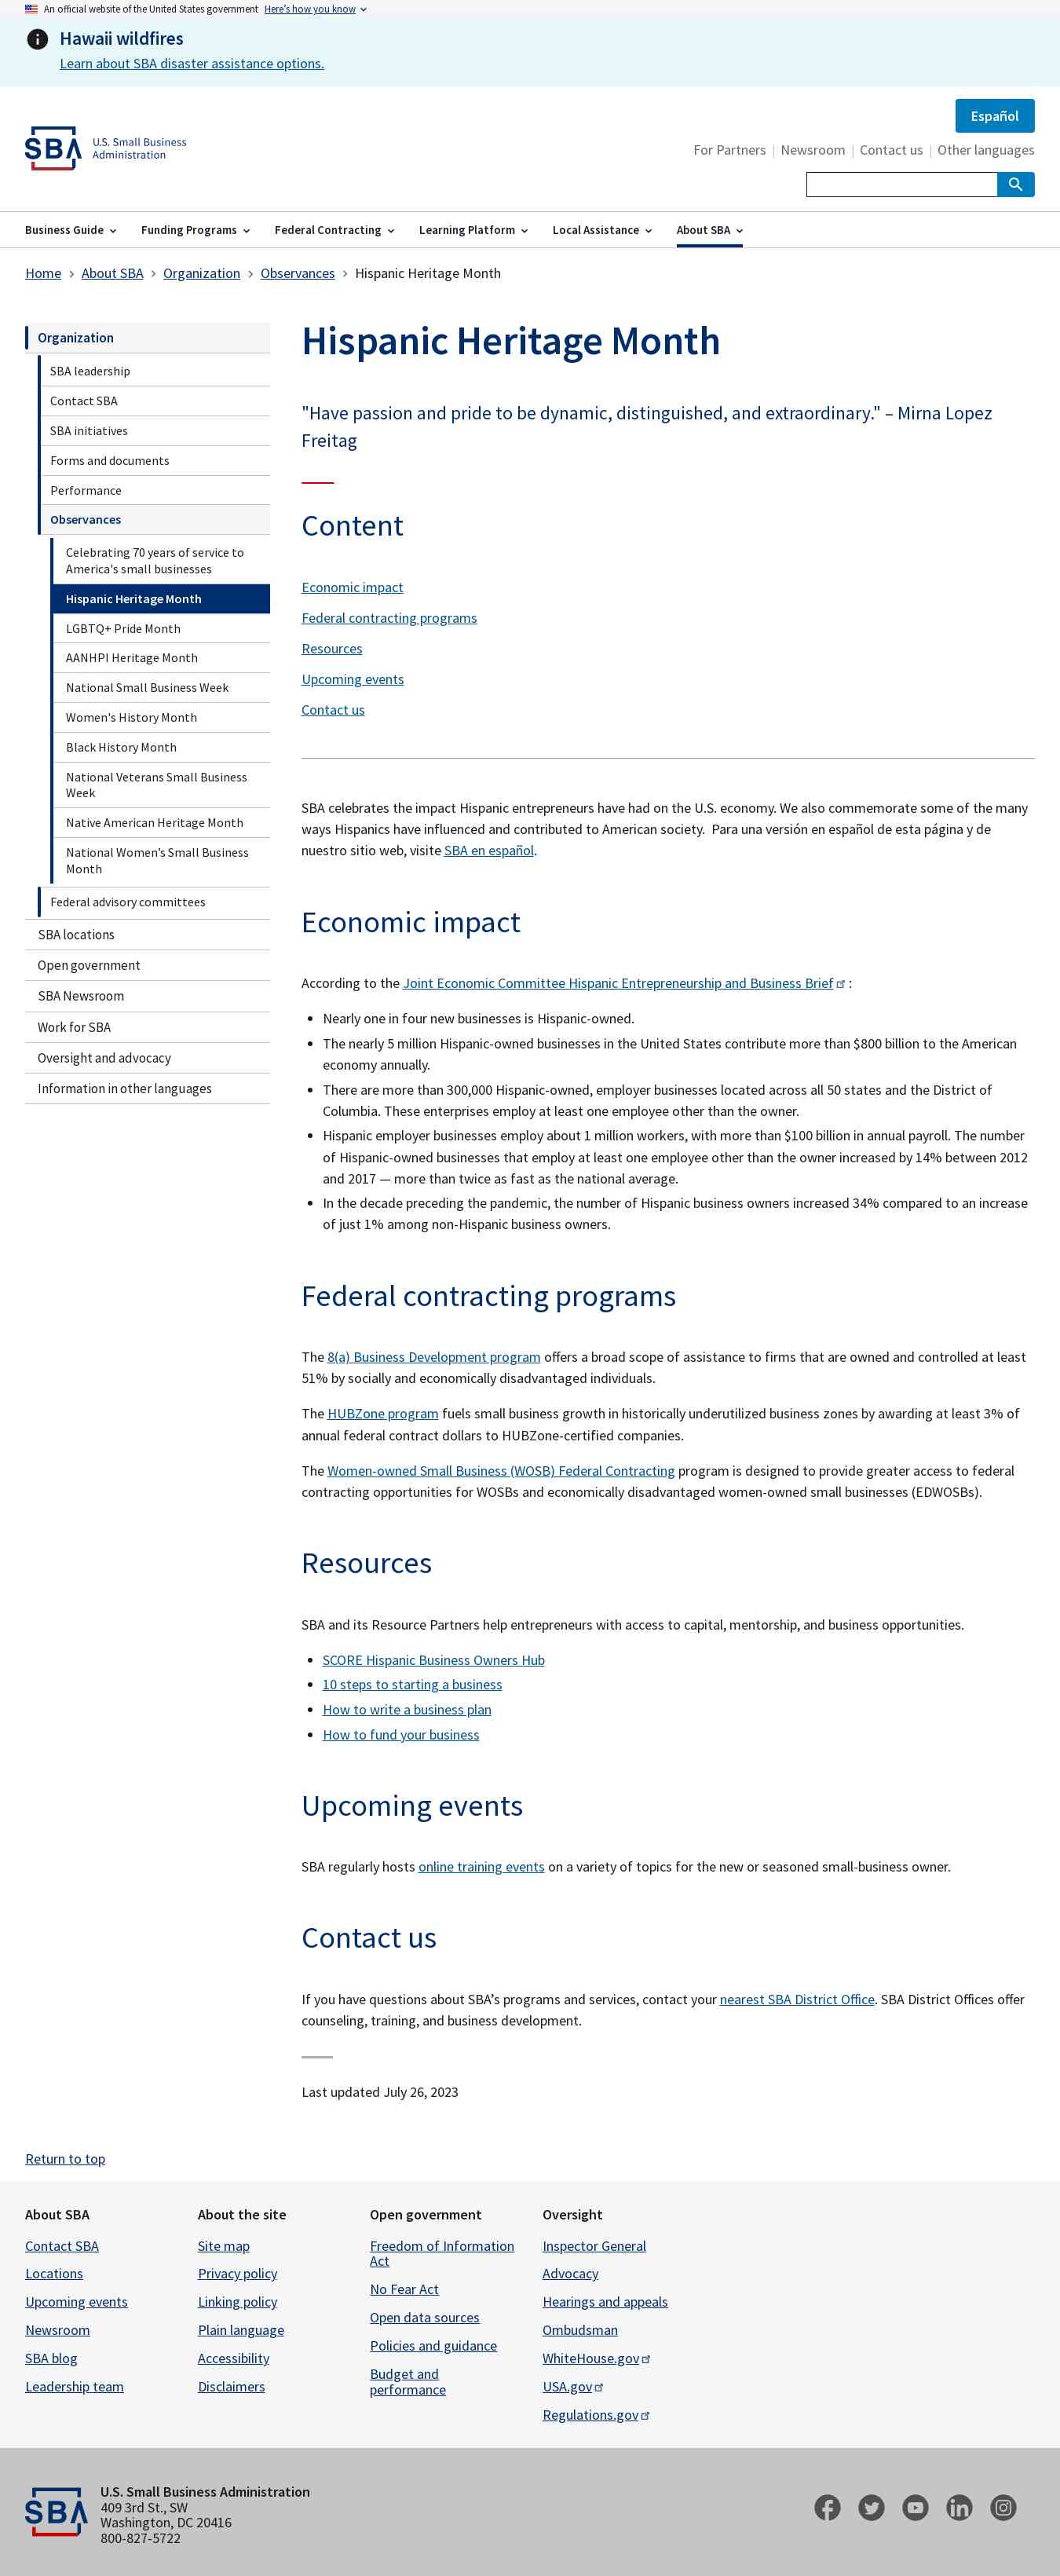 An official website of the United States government Here's how you know
Hawaii wildfires
Learn about SBA disaster assistance options.
Español
SBA U.S. Small Business
Administration
For Partners | Newsroom | Contact us | Other languages
Business Guide Funding Programs Federal Contracting Learning Platform Local Assistance About SBA
Home > About SBA > Organization > Observances > Hispanic Heritage Month
Organization
SBA leadership
Contact SBA
SBA initiatives
Forms and documents
Performance
Observances
Celebrating 70 years of service to
America's small businesses
Hispanic Heritage Month
LGBTQ+ Pride Month
AANHPI Heritage Month
National Small Business Week
Women's History Month
Black History Month
National Veterans Small Business
Week
Native American Heritage Month
National Women’s Small Business
Month
Federal advisory committees
SBA locations
Open government
SBA Newsroom
Work for SBA
Oversight and advocacy
Information in other languages
Hispanic Heritage Month
"Have passion and pride to be dynamic, distinguished, and extraordinary." – Mirna Lopez
Freitag
Content
Economic impact
Federal contracting programs
Resources
Upcoming events
Contact us
SBA celebrates the impact Hispanic entrepreneurs have had on the U.S. economy. We also commemorate some of the many
ways Hispanics have influenced and contributed to American society. Para una versión en español de esta página y de
nuestro sitio web, visite SBA en español.
Economic impact
According to the Joint Economic Committee Hispanic Entrepreneurship and Business Brief :
• Nearly one in four new businesses is Hispanic-owned.
• The nearly 5 million Hispanic-owned businesses in the United States contribute more than $800 billion to the American
economy annually.
• There are more than 300,000 Hispanic-owned, employer businesses located across all 50 states and the District of
Columbia. These enterprises employ at least one employee other than the owner.
• Hispanic employer businesses employ about 1 million workers, with more than $100 billion in annual payroll. The number
of Hispanic-owned businesses that employ at least one employee other than the owner increased by 14% between 2012
and 2017 — more than twice as fast as the national average.
• In the decade preceding the pandemic, the number of Hispanic business owners increased 34% compared to an increase
of just 1% among non-Hispanic business owners.
Federal contracting programs
The 8(a) Business Development program offers a broad scope of assistance to firms that are owned and controlled at least
51% by socially and economically disadvantaged individuals.
The HUBZone program fuels small business growth in historically underutilized business zones by awarding at least 3% of
annual federal contract dollars to HUBZone-certified companies.
The Women-owned Small Business (WOSB) Federal Contracting program is designed to provide greater access to federal
contracting opportunities for WOSBs and economically disadvantaged women-owned small businesses (EDWOSBs).
Resources
SBA and its Resource Partners help entrepreneurs with access to capital, mentorship, and business opportunities.
• SCORE Hispanic Business Owners Hub
• 10 steps to starting a business
• How to write a business plan
• How to fund your business
Upcoming events
SBA regularly hosts online training events on a variety of topics for the new or seasoned small-business owner.
Contact us
If you have questions about SBA’s programs and services, contact your nearest SBA District Office. SBA District Offices offer
counseling, training, and business development.
Last updated July 26, 2023
Return to top
About SBA
Contact SBA
Locations
Upcoming events
Newsroom
SBA blog
Leadership team
About the site
Site map
Privacy policy
Linking policy
Plain language
Accessibility
Disclaimers
Open government
Freedom of Information
Act
No Fear Act
Open data sources
Policies and guidance
Budget and
performance
Oversight
Inspector General
Advocacy
Hearings and appeals
Ombudsman
WhiteHouse.gov
USA.gov
Regulations.gov
SBA
U.S. Small Business Administration
409 3rd St., SW
Washington, DC 20416
800-827-5722